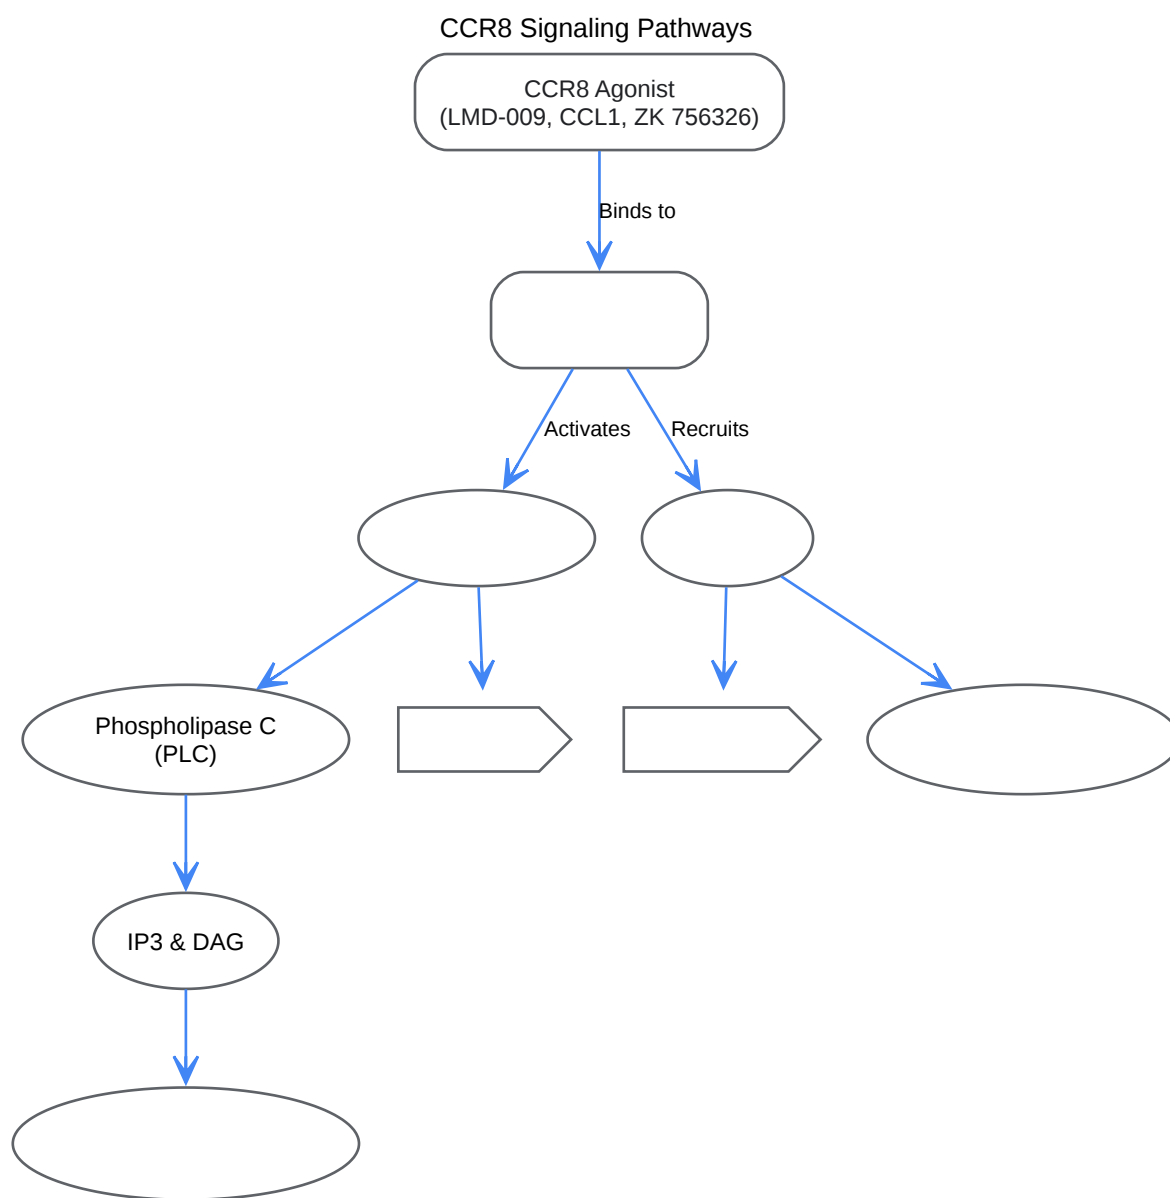 CCR8 Signaling Pathways
CCR8 Agonist
(LMD-009, CCL1, ZK 756326)
Binds to
Activates
Recruits
Phospholipase C
(PLC)
IP3 & DAG